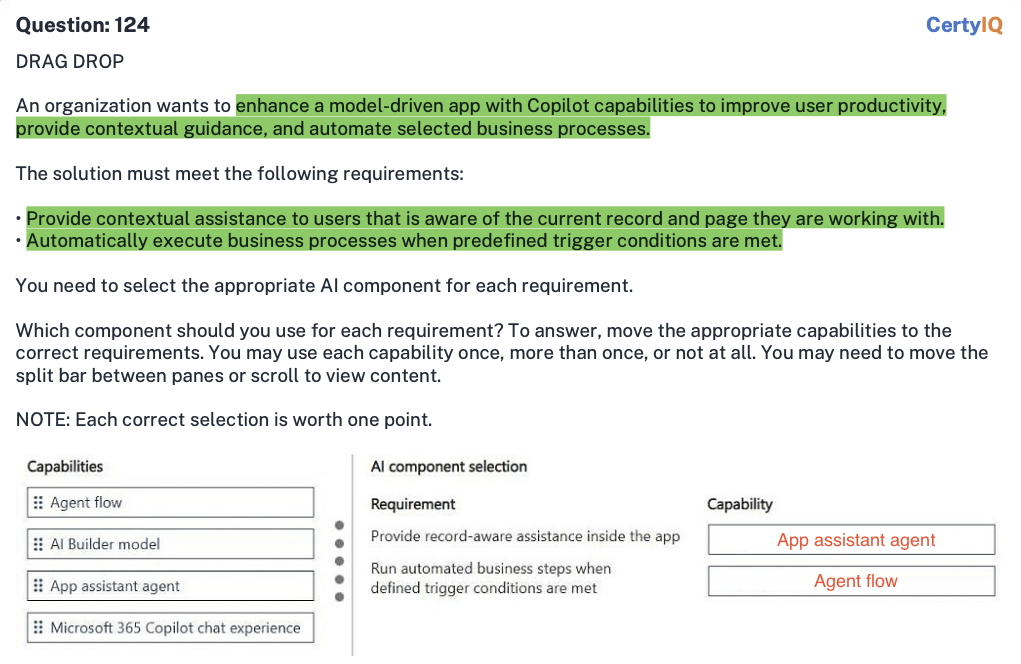 Question: 124
CertyIQ
DRAG DROP
An organization wants to enhance a model-driven app with Copilot capabilities to improve user productivity,
provide contextual guidance, and automate selected business processes.
The solution must meet the following requirements:
• Provide contextual assistance to users that is aware of the current record and page they are working with.
• Automatically execute business processes when predefined trigger conditions are met.
You need to select the appropriate AI component for each requirement.
Which component should you use for each requirement? To answer, move the appropriate capabilities to the
correct requirements. You may use each capability once, more than once, or not at all. You may need to move the
split bar between panes or scroll to view content.
NOTE: Each correct selection is worth one point.
Capabilities
Agent flow
AI Builder model
App assistant agent
Microsoft 365 Copilot chat experience
AI component selection
Requirement
Capability
Provide record-aware assistance inside the app
App assistant agent
Run automated business steps when
defined trigger conditions are met
Agent flow